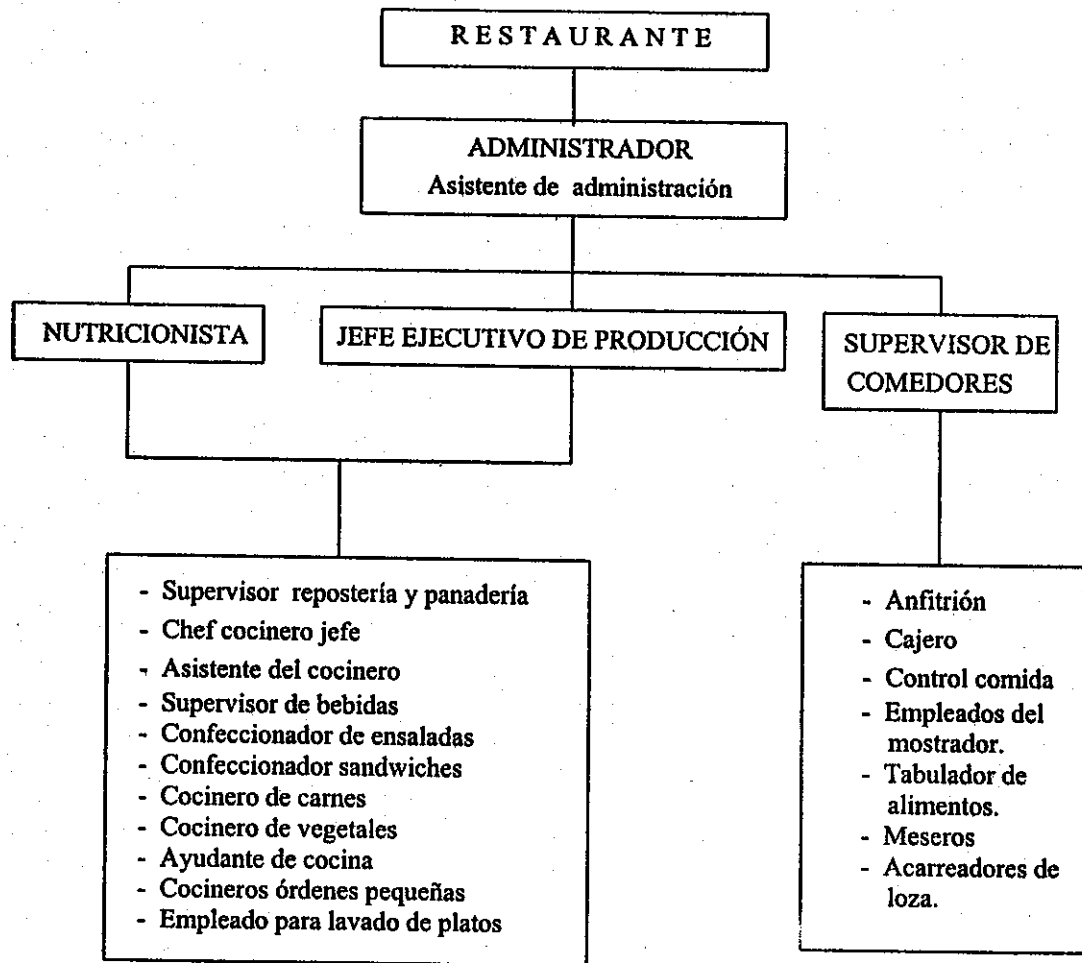 RESTAURANTE
ADMINISTRADOR
Asistente de administración
NUTRICIONISTA
JEFE EJECUTIVO DE PRODUCCIÓN
SUPERVISOR DE
COMEDORES
- Supervisor repostería y panadería
- Chef cocinero jefe
- Asistente del cocinero
- Supervisor de bebidas
- Confeccionador de ensaladas
- Confeccionador sandwiches
- Cocinero de carnes
- Cocinero de vegetales
- Ayudante de cocina
- Cocineros órdenes pequeñas
- Empleado para lavado de platos
- Anfitrión
- Cajero
- Control comida
- Empleados del
mostrador.
- Tabulador de
alimentos.
- Meseros
- Acarreadores de
loza.